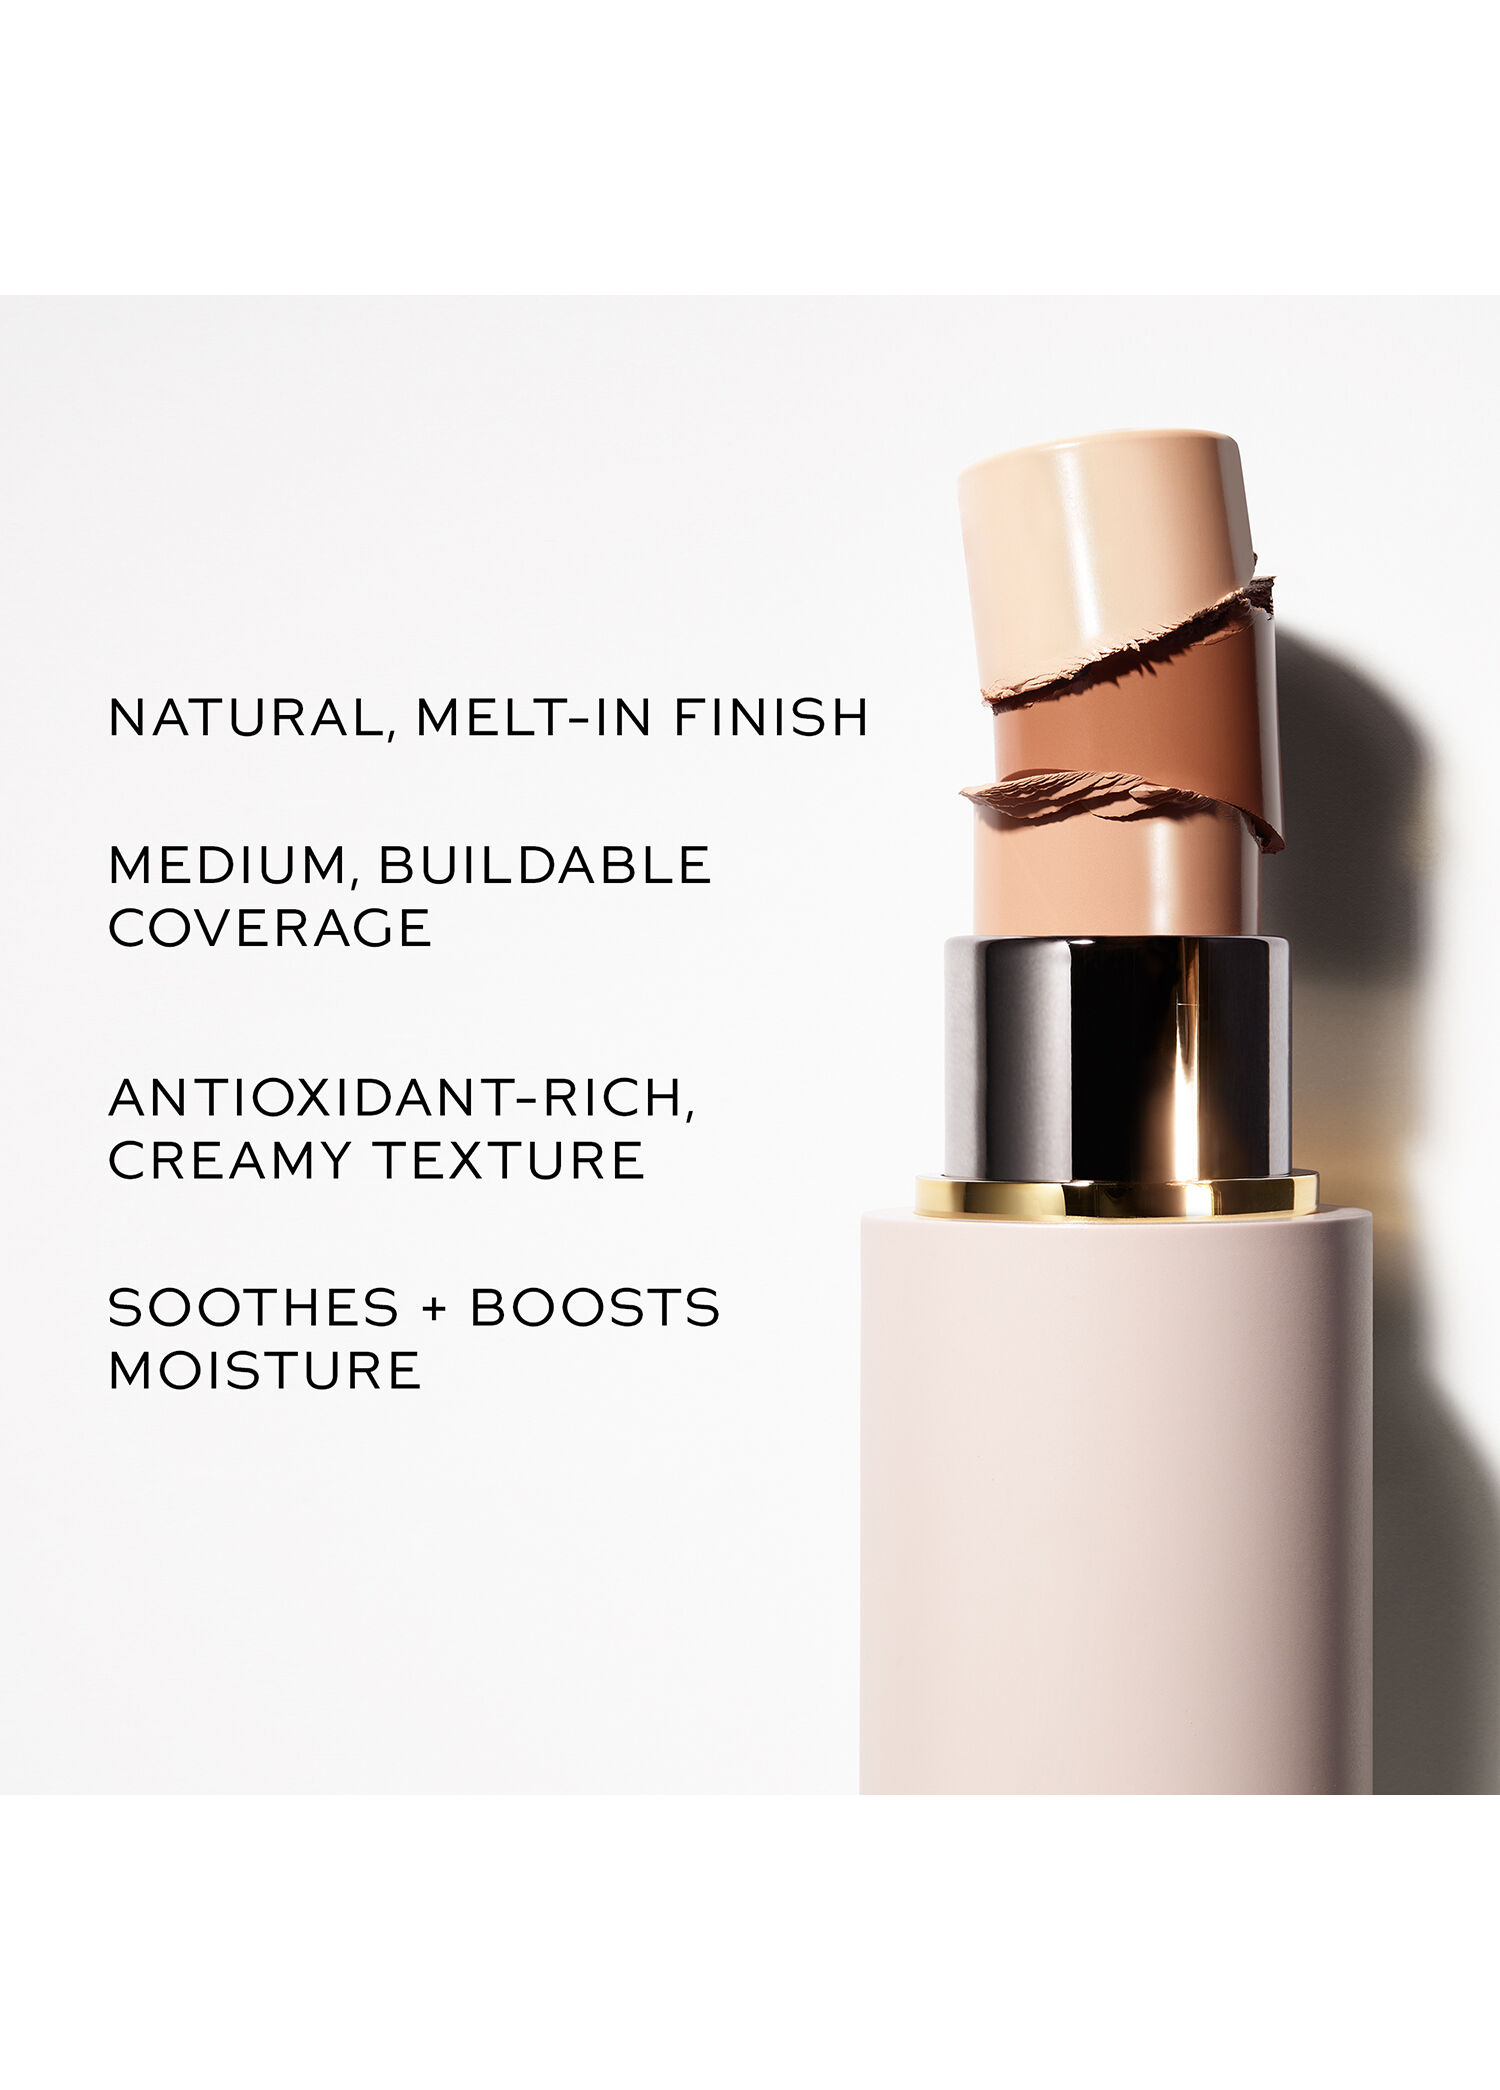 NATURAL, MELT-IN FINISH
MEDIUM, BUILDABLE
COVERAGE
ANTIOXIDANT-RICH,
CREAMY TEXTURE
SOOTHES + BOOSTS
MOISTURE